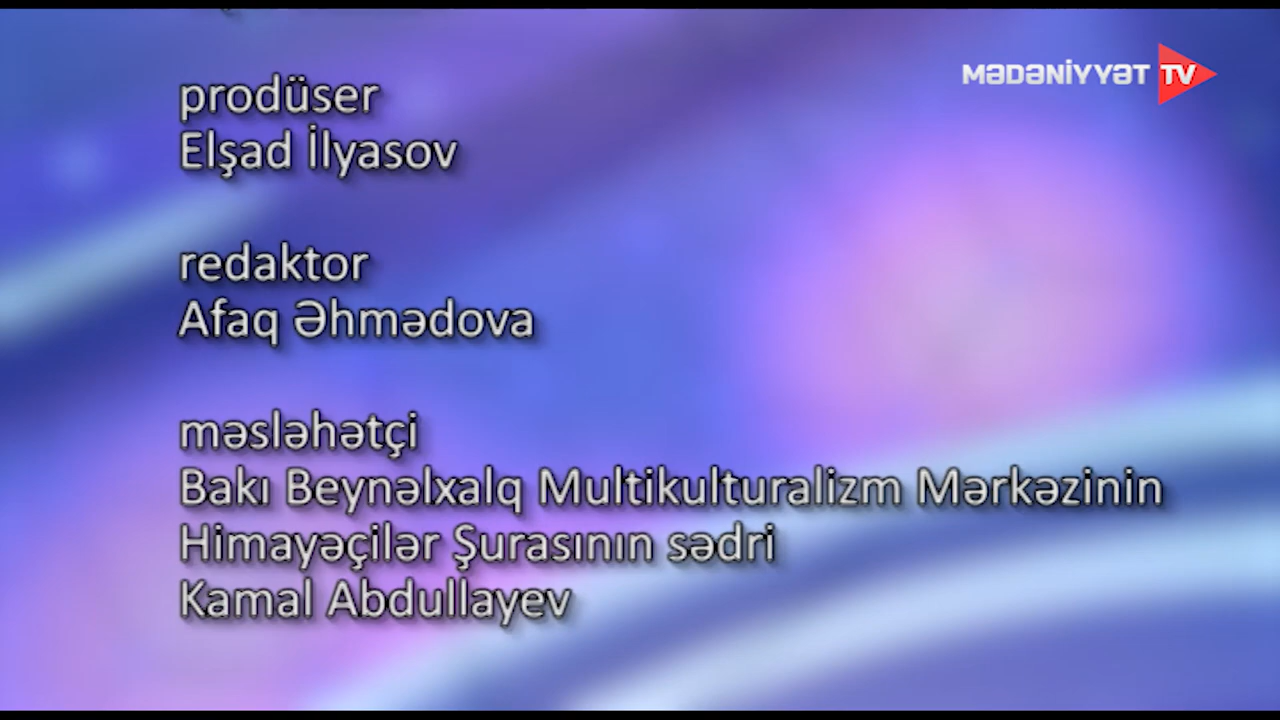 MƏDƏNİYYƏT TV
prodüser
Elşad İlyasov
redaktor
Afaq Əhmədova
məsləhətçi
Bakı Beynəlxalq Multikulturalizm Mərkəzinin
Himayəçilər Şurasının sədri
Kamal Abdullayev